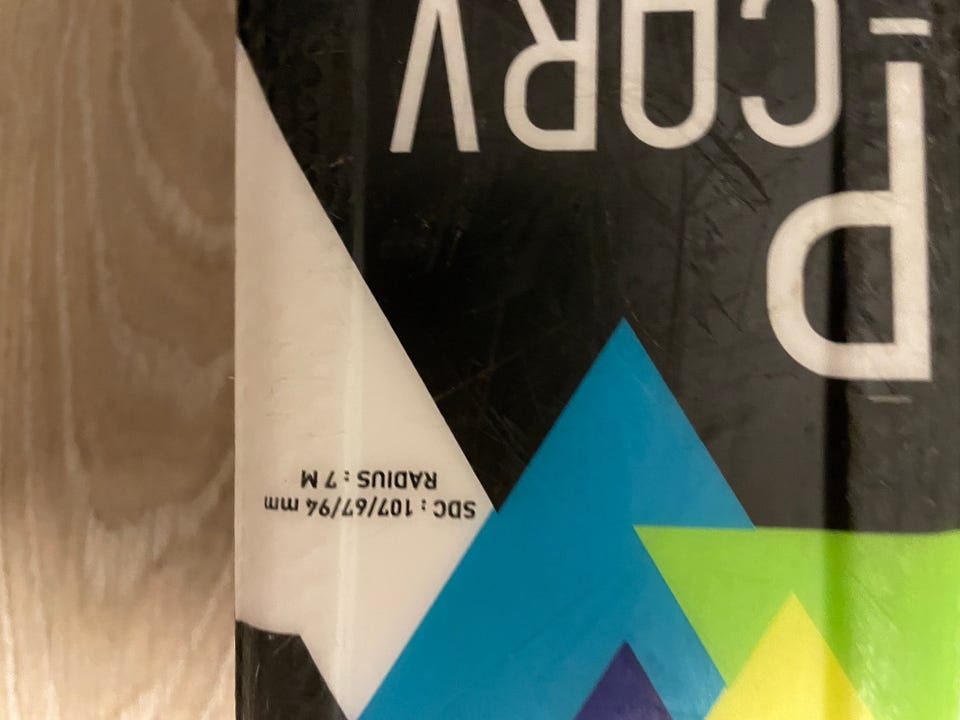 SDC : 107/67/94 mm
RADIUS : 7 M
P
CARV